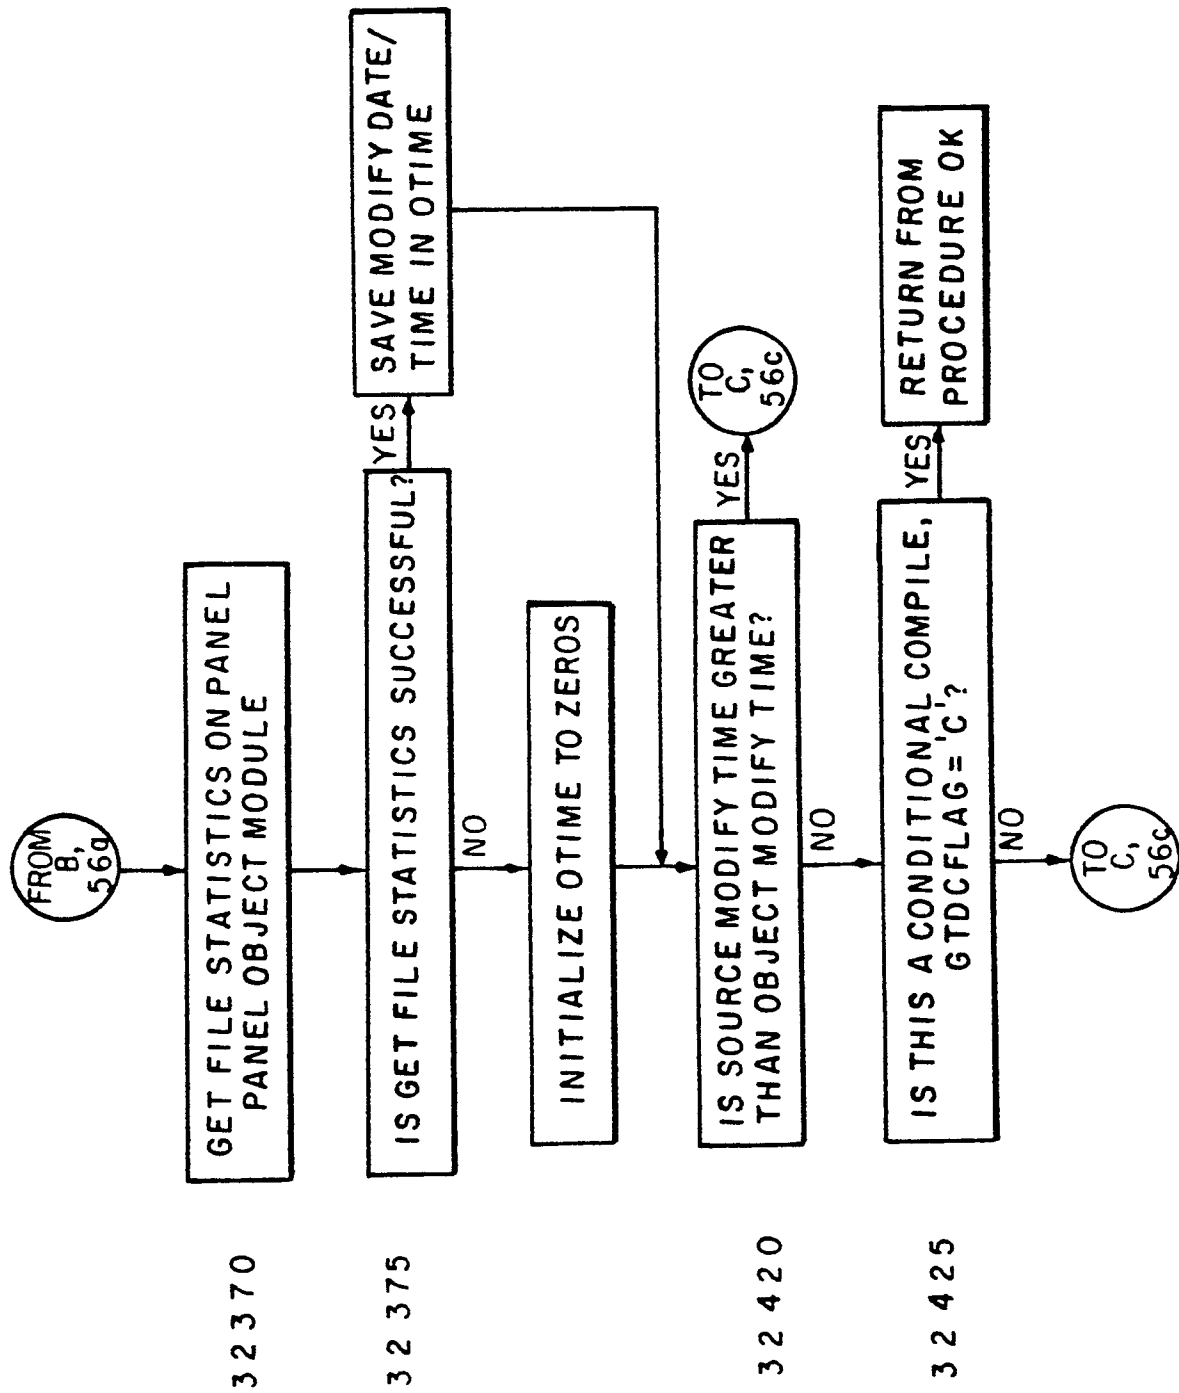 FROM
B,
56a
32370
GET FILE STATISTICS ON PANEL
PANEL OBJECT MODULE
32375
IS GET FILE STATISTICS SUCCESSFUL?
YES
SAVE MODIFY DATE/
TIME IN OTIME
NO
INITIALIZE OTIME TO ZEROS
32420
IS SOURCE MODIFY TIME GREATER
THAN OBJECT MODIFY TIME?
YES
TO
C,
56c
NO
32425
IS THIS A CONDITIONAL COMPILE,
GTDCFLAG='C'?
YES
RETURN FROM
PROCEDURE OK
NO
TO
C,
56c